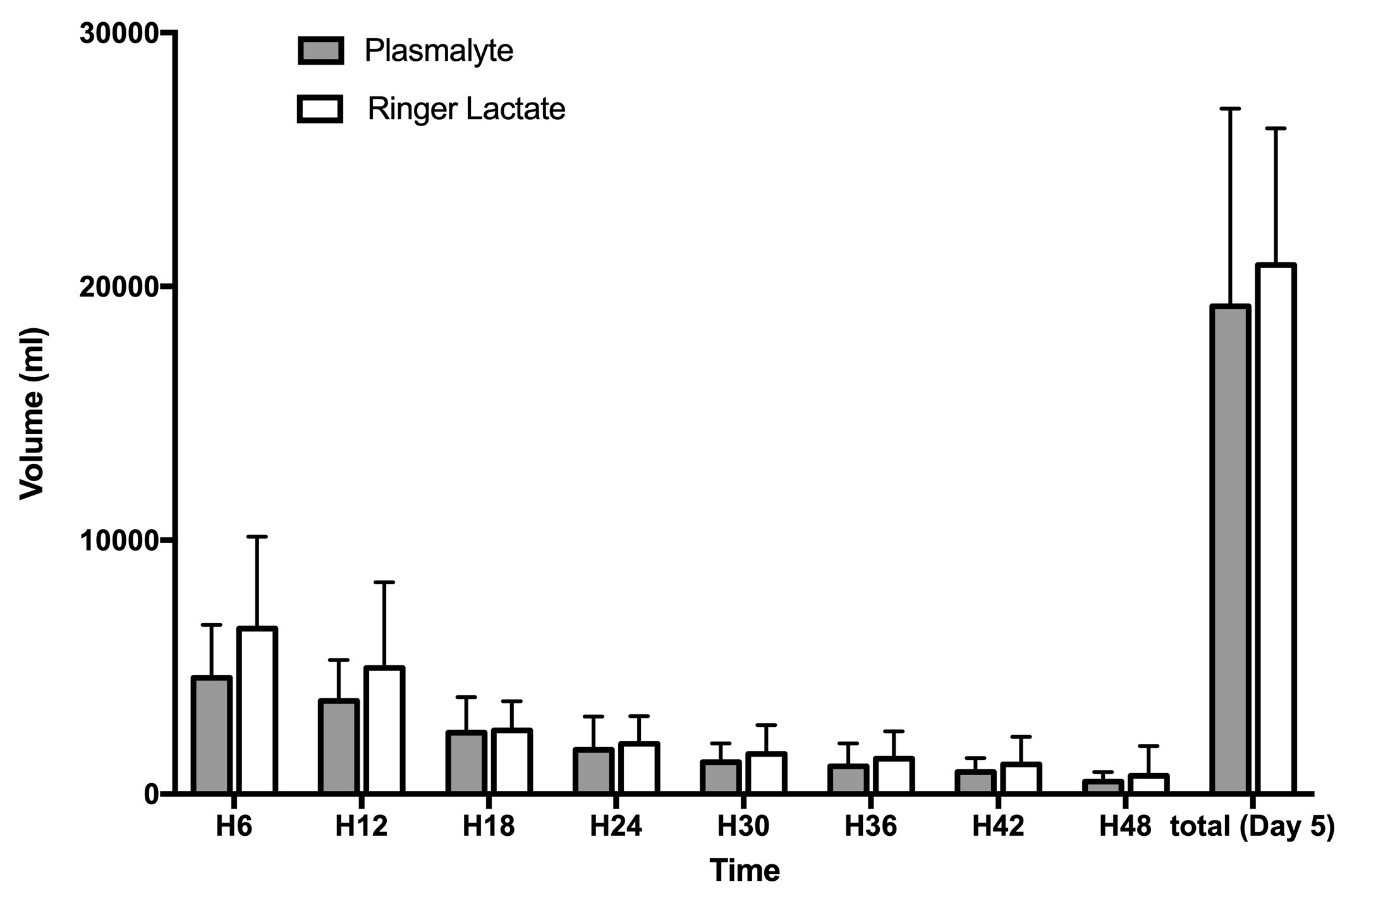 30000
Plasmalyte
Ringer Lactate
20000
Volume (ml)
10000
0
H6 H12 H18 H24 H30 H36 H42 H48 total (Day 5)
Time